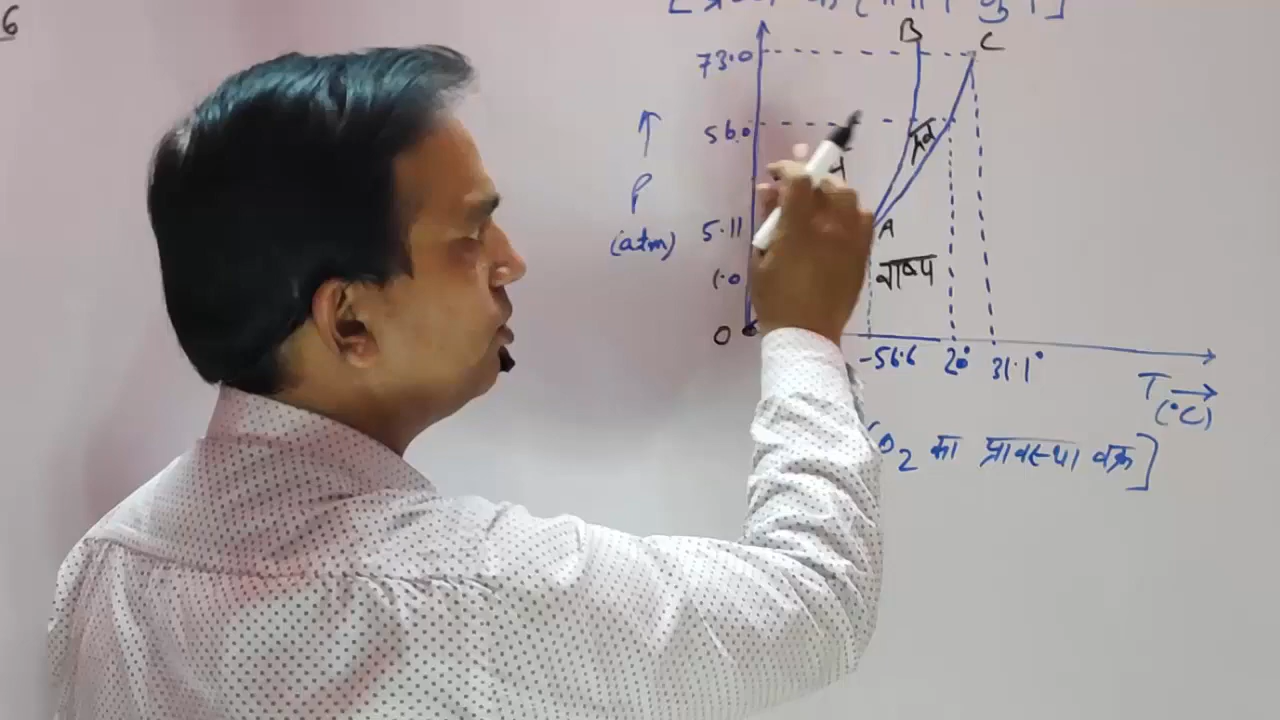 6
B
C
73.0
56.0
द्रव
P
(atm)
5.11
A
वाष्प
1.0
0
-56.6
20°
31.1°
T
(°C)
O2 का प्रावस्था वक्र]